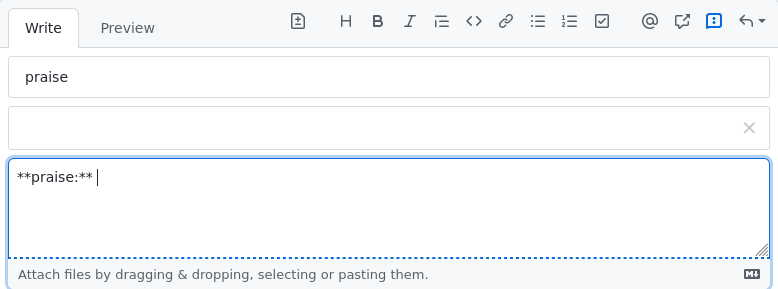 Write
Preview
praise
**praise:**
Attach files by dragging & dropping, selecting or pasting them.